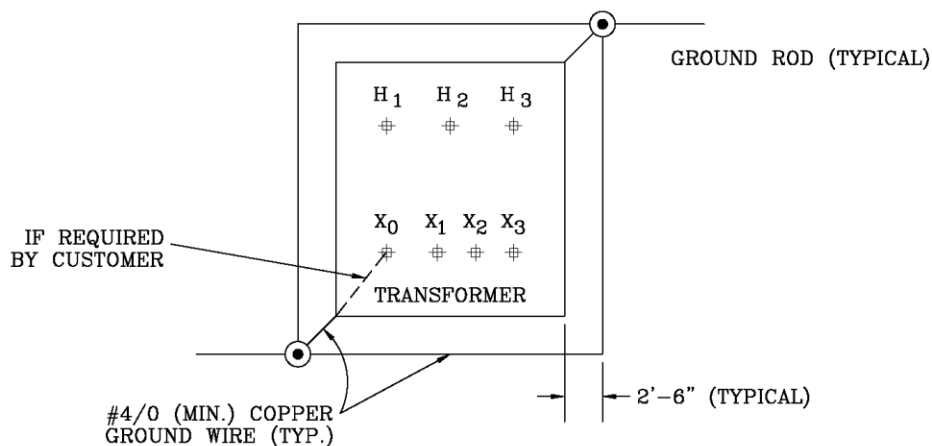 GROUND ROD (TYPICAL)
H1 H2 H3
X0 X1 X2 X3
IF REQUIRED
BY CUSTOMER
TRANSFORMER
2'-6" (TYPICAL)
#4/0 (MIN.) COPPER
GROUND WIRE (TYP.)